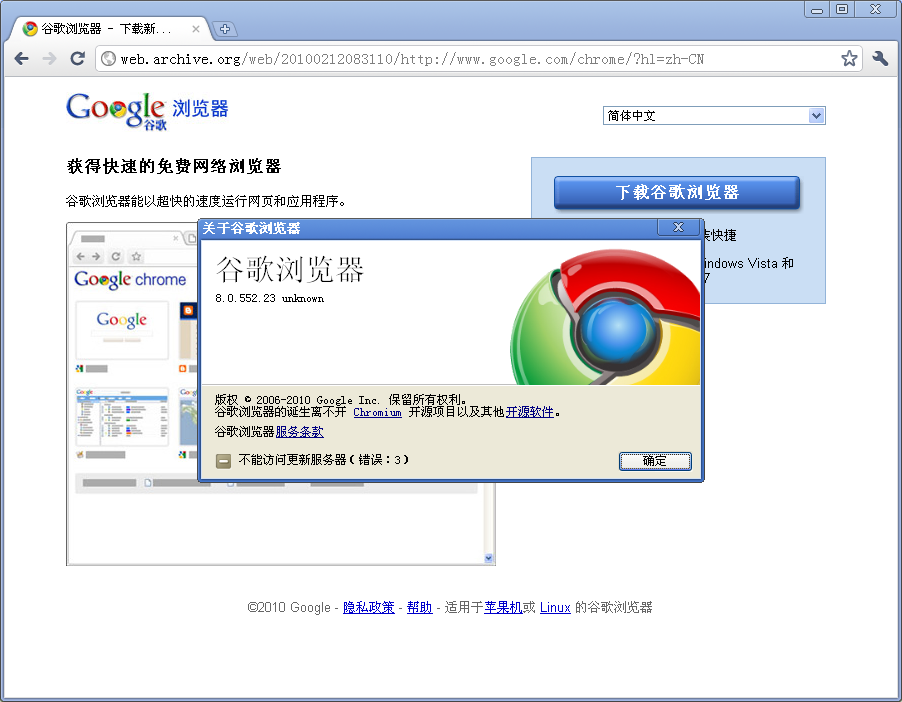 谷歌浏览器 - 下载新...
web.archive.org/web/20100212083110/http://www.google.com/chrome/?hl=zh-CN
Google 谷歌 浏览器
简体中文
获得快速的免费网络浏览器
谷歌浏览器能以超快的速度运行网页和应用程序。
下载谷歌浏览器
快捷
indows Vista 和
7
Google chrome
Google
关于谷歌浏览器
谷歌浏览器
8.0.552.23 unknown
版权 © 2006-2010 Google Inc. 保留所有权利。
谷歌浏览器的诞生离不开 Chromium 开源项目以及其他开源软件。
谷歌浏览器服务条款
不能访问更新服务器(错误:3)
确定
©2010 Google - 隐私政策 - 帮助 - 适用于苹果机或 Linux 的谷歌浏览器